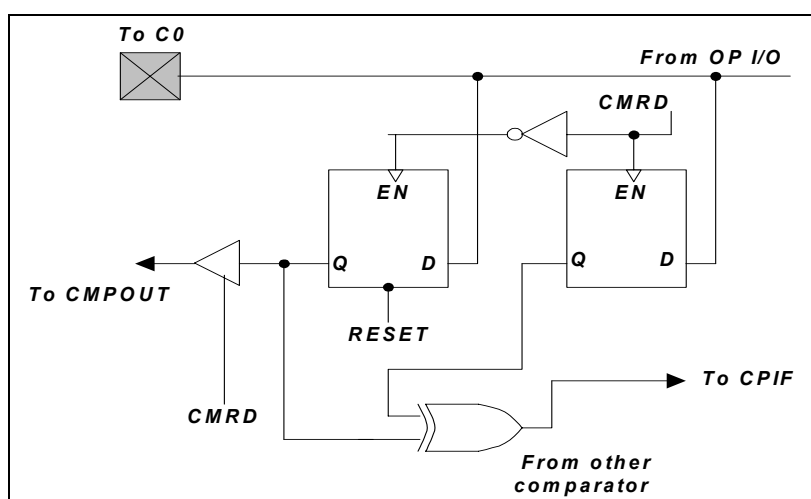 To C0
From OP I/O
CMRD
EN
EN
Q
D
Q
D
To CMPOUT
RESET
CMRD
To CPIF
From other
comparator